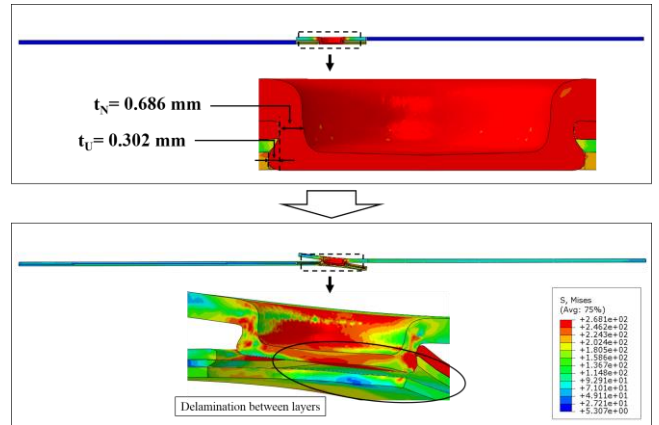 t_N= 0.686 mm
t_U= 0.302 mm
S, Mises
(Avg: 75%)
+2.681e+02
+2.462e+02
+2.243e+02
+2.024e+02
+1.805e+02
+1.586e+02
+1.367e+02
+1.148e+02
+9.291e+01
+7.101e+01
+4.911e+01
+2.721e+01
+5.307e+00
Delamination between layers